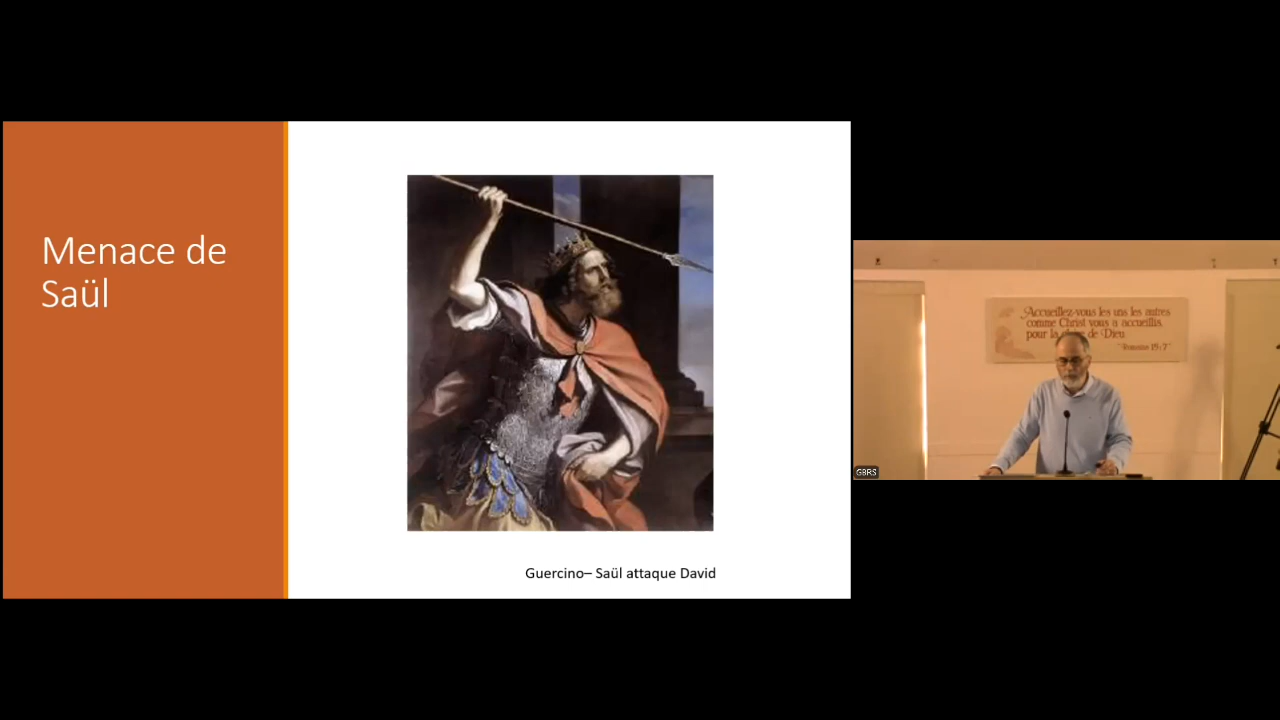 Menace de
Saül
Guercino– Saül attaque David
Accueillez-vous les uns les autres
comme Christ vous a accueillis
pour la gloire de Dieu
Romains 15:7
GBRS